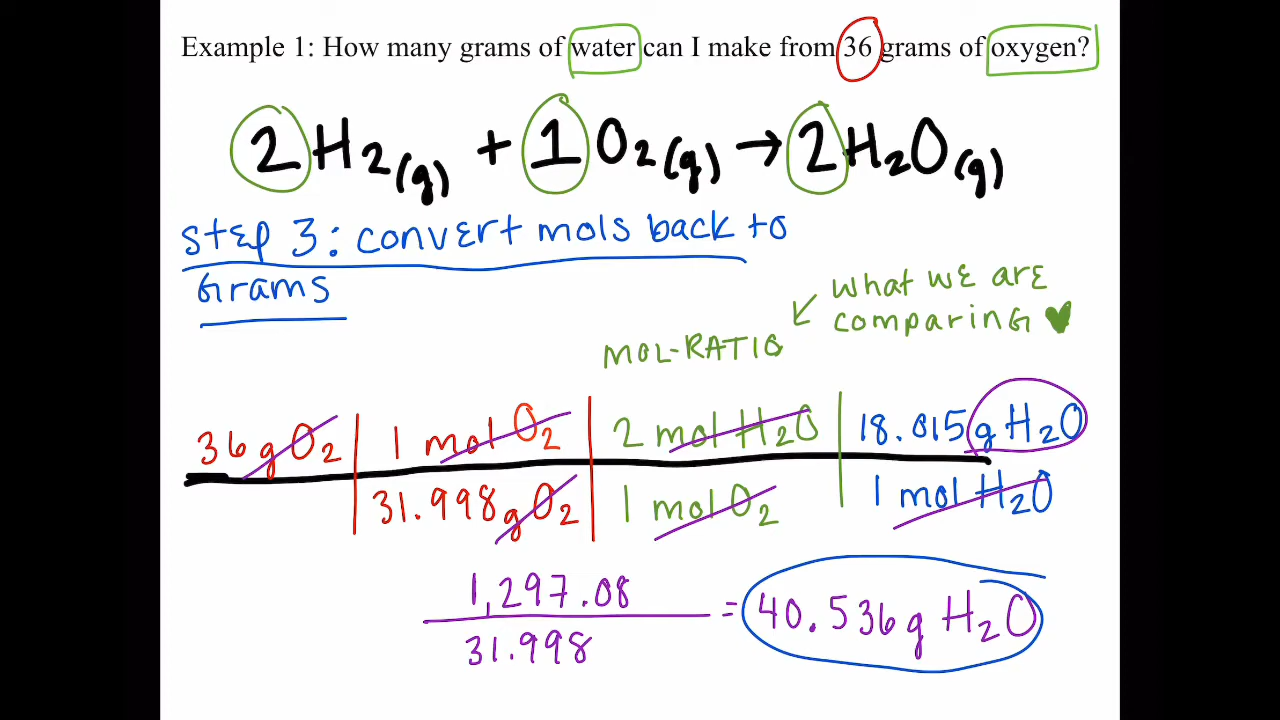 Example 1: How many grams of water can I make from 36 grams of oxygen?
2H₂(g) + 1O₂(g) → 2H₂O(g)
step 3: convert mols back to
Grams
what we are
comparing ♥
MOL-RATIO
36 g O₂ | 1 mol O₂ | 2 mol H₂O | 18.015 g H₂O
31.998 g O₂ | 1 mol O₂ | 1 mol H₂O
1,297.08
= 40.536 g H₂O
31.998